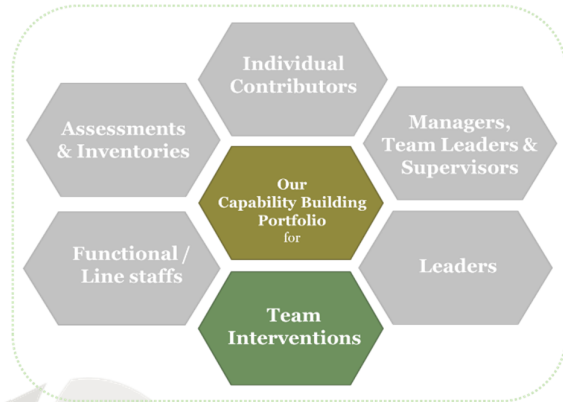 Individual
Contributors
Assessments
& Inventories
Managers,
Team Leaders &
Supervisors
Our
Capability Building
Portfolio
for
Functional /
Line staffs
Leaders
Team
Interventions